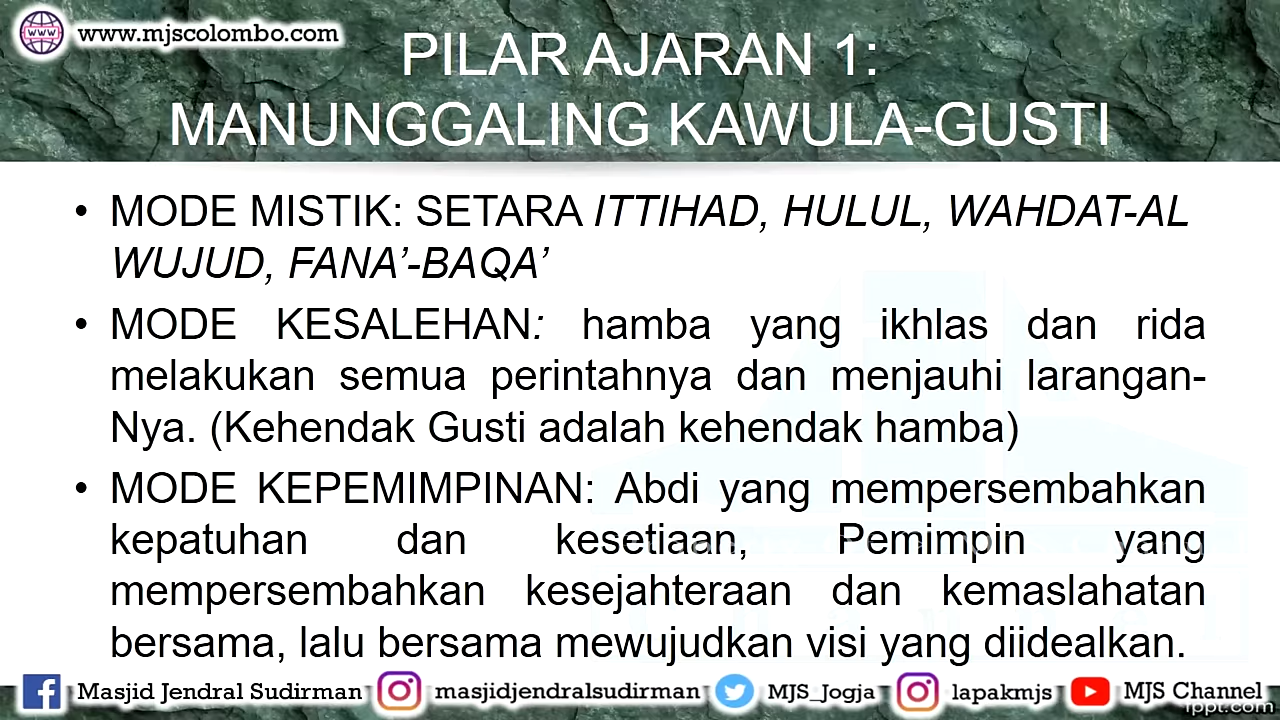 www.mjscolombo.com
PILAR AJARAN 1:
MANUNGGALING KAWULA-GUSTI
• MODE MISTIK: SETARA ITTIHAD, HULUL, WAHDAT-AL
WUJUD, FANA’-BAQA’
• MODE KESALEHAN: hamba yang ikhlas dan rida
melakukan semua perintahnya dan menjauhi larangan-
Nya. (Kehendak Gusti adalah kehendak hamba)
• MODE KEPEMIMPINAN: Abdi yang mempersembahkan
kepatuhan dan kesetiaan, Pemimpin yang
mempersembahkan kesejahteraan dan kemaslahatan
bersama, lalu bersama mewujudkan visi yang diidealkan.
Masjid Jendral Sudirman masjidjendralsudirman MJS_Jogja lapakmjs MJS Channel
fppt.com